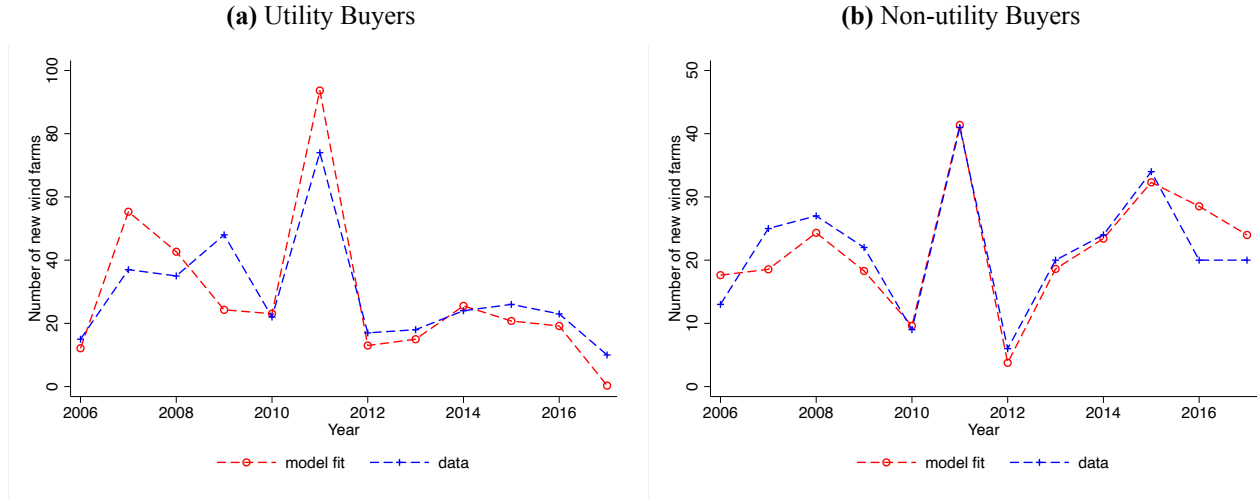 (a) Utility Buyers
Number of new wind farms
100
80
60
40
20
0
2006 2008 2010 2012 2014 2016
Year
model fit data
(b) Non-utility Buyers
Number of new wind farms
50
40
30
20
10
0
2006 2008 2010 2012 2014 2016
Year
model fit data